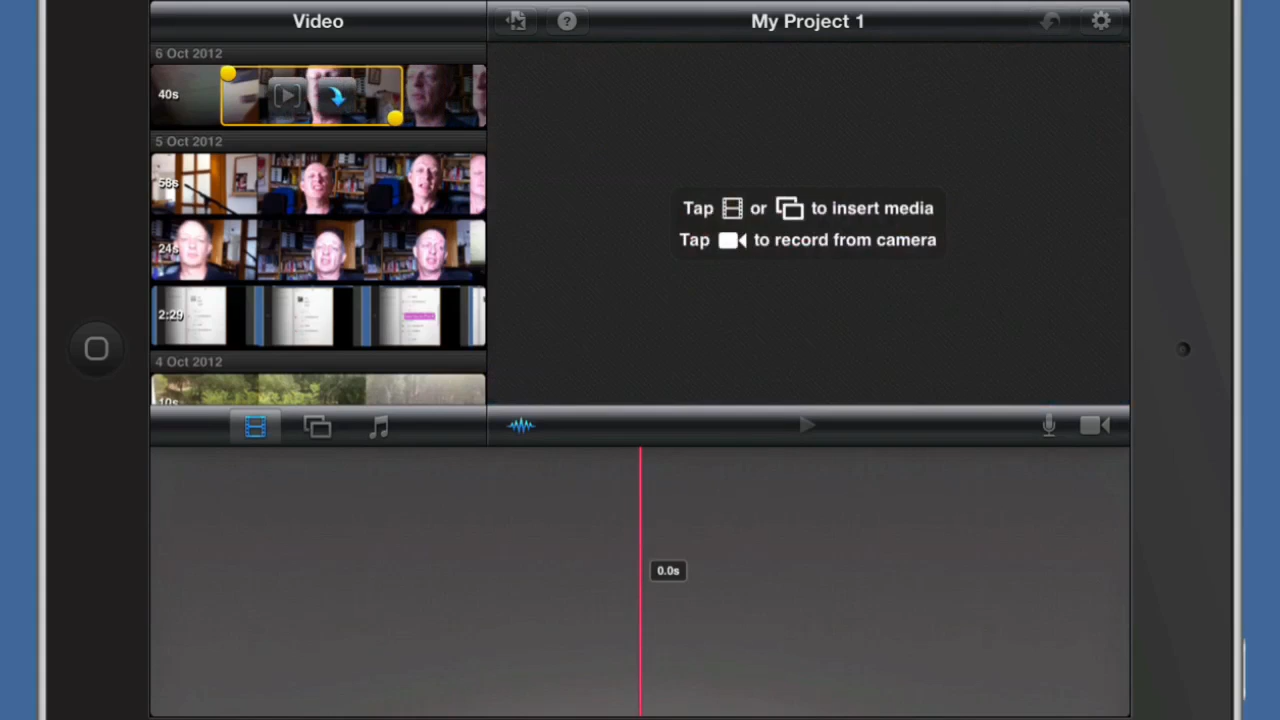 Video
My Project 1
6 Oct 2012
40s
5 Oct 2012
58s
24s
2:29
4 Oct 2012
10s
Tap or to insert media
Tap to record from camera
0.0s